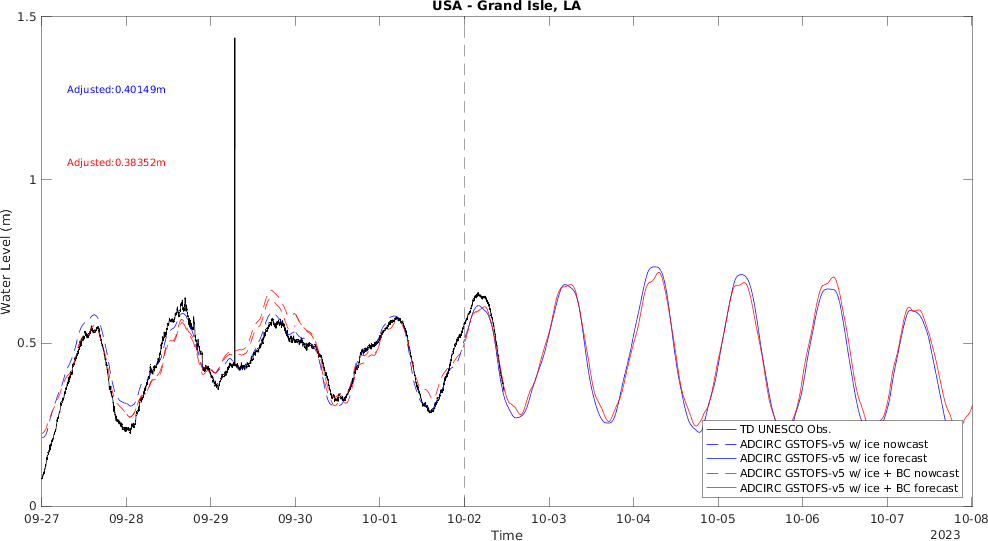 USA - Grand Isle, LA
1.5
Adjusted:0.40149m
Adjusted:0.38352m
1
Water Level (m)
0.5
TD UNESCO Obs.
ADCIRC GSTOFS-v5 w/ ice nowcast
ADCIRC GSTOFS-v5 w/ ice forecast
ADCIRC GSTOFS-v5 w/ ice + BC nowcast
ADCIRC GSTOFS-v5 w/ ice + BC forecast
0
09-27 09-28 09-29 09-30 10-01 10-02 10-03 10-04 10-05 10-06 10-07 10-08
Time
2023